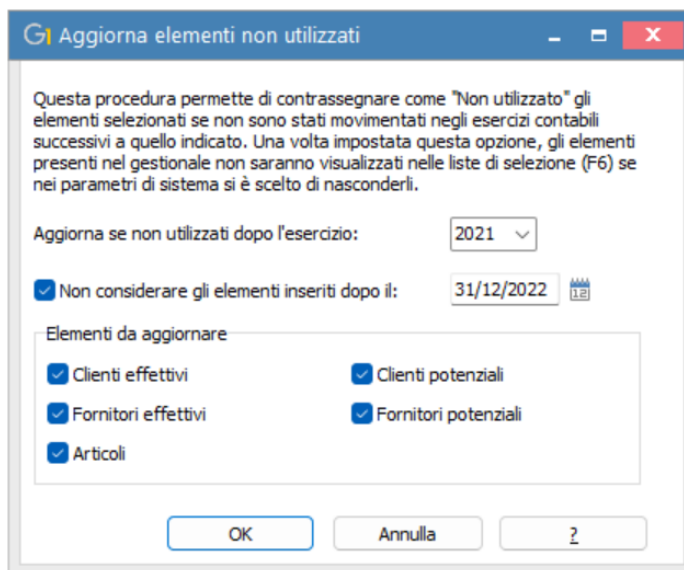 G1 Aggiorna elementi non utilizzati
Questa procedura permette di contrassegnare come "Non utilizzato" gli
elementi selezionati se non sono stati movimentati negli esercizi contabili
successivi a quello indicato. Una volta impostata questa opzione, gli elementi
presenti nel gestionale non saranno visualizzati nelle liste di selezione (F6) se
nei parametri di sistema si è scelto di nasconderli.
Aggiorna se non utilizzati dopo l'esercizio: 2021
Non considerare gli elementi inseriti dopo il: 31/12/2022 12
Elementi da aggiornare
Clienti effettivi Clienti potenziali
Fornitori effettivi Fornitori potenziali
Articoli
OK Annulla ?